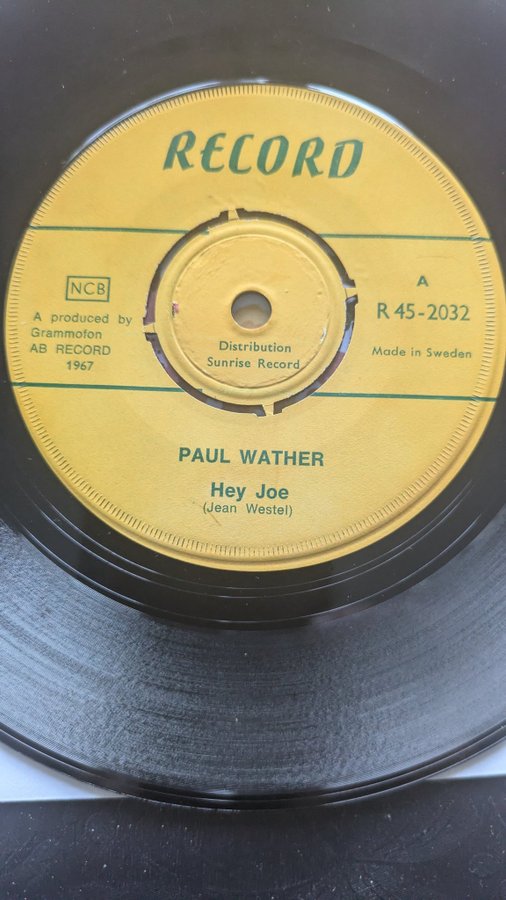 RECORD
NCB
A produced by
Grammofon
AB RECORD
1967
A
R 45-2032
Made in Sweden
Distribution
Sunrise Record
PAUL WATHER
Hey Joe
(Jean Westel)